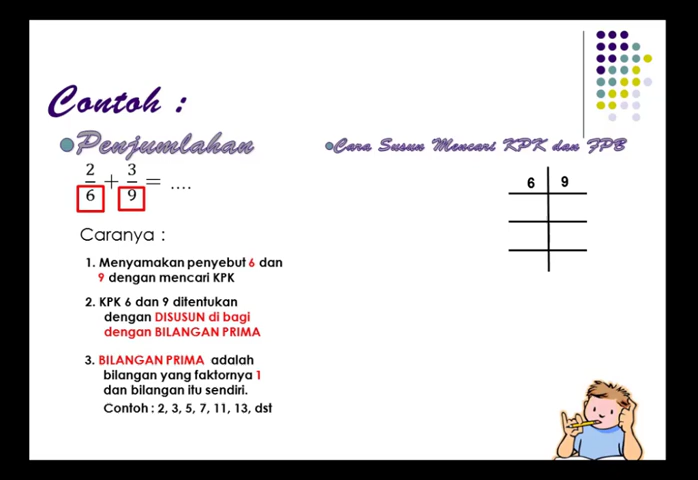 Contoh :
Penjumlahan
2/6 + 3/9 = ....
Caranya :
1. Menyamakan penyebut 6 dan
9 dengan mencari KPK
2. KPK 6 dan 9 ditentukan
dengan DISUSUN di bagi
dengan BILANGAN PRIMA
3. BILANGAN PRIMA adalah
bilangan yang faktornya 1
dan bilangan itu sendiri.
Contoh : 2, 3, 5, 7, 11, 13, dst
Cara Susun Mencari KPK dan FPB
6 9